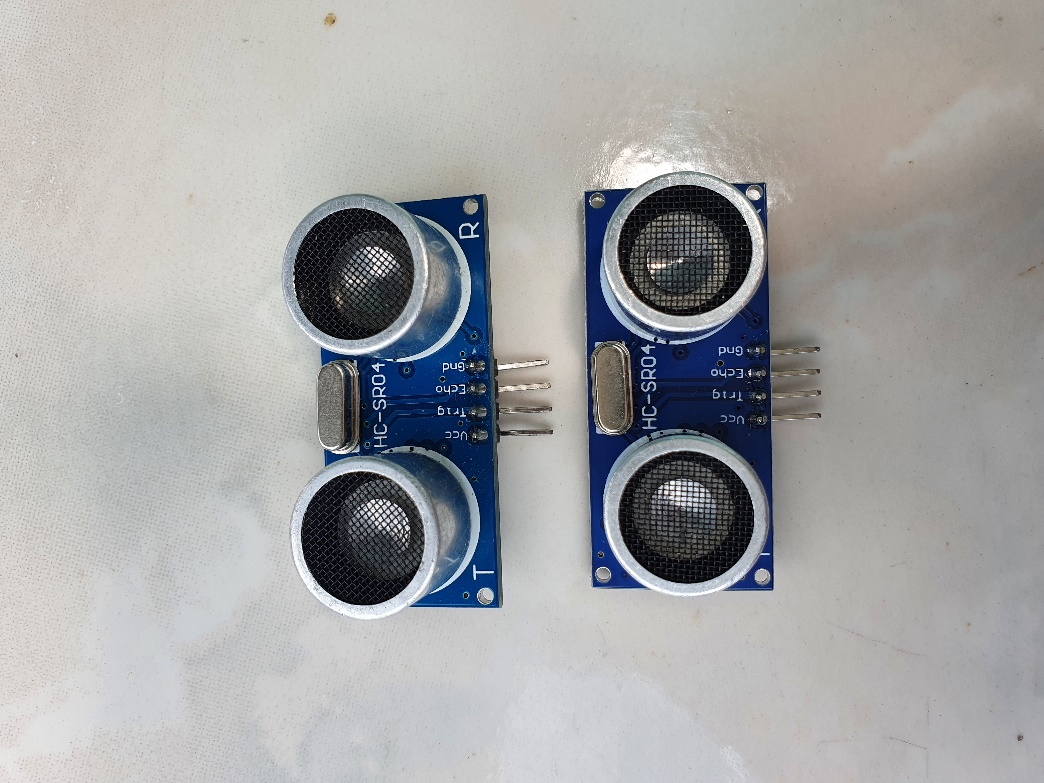 R
HC-SR04
Gnd
Echo
Trig
Vcc
T
HC-SR04
Gnd
Echo
Trig
Vcc